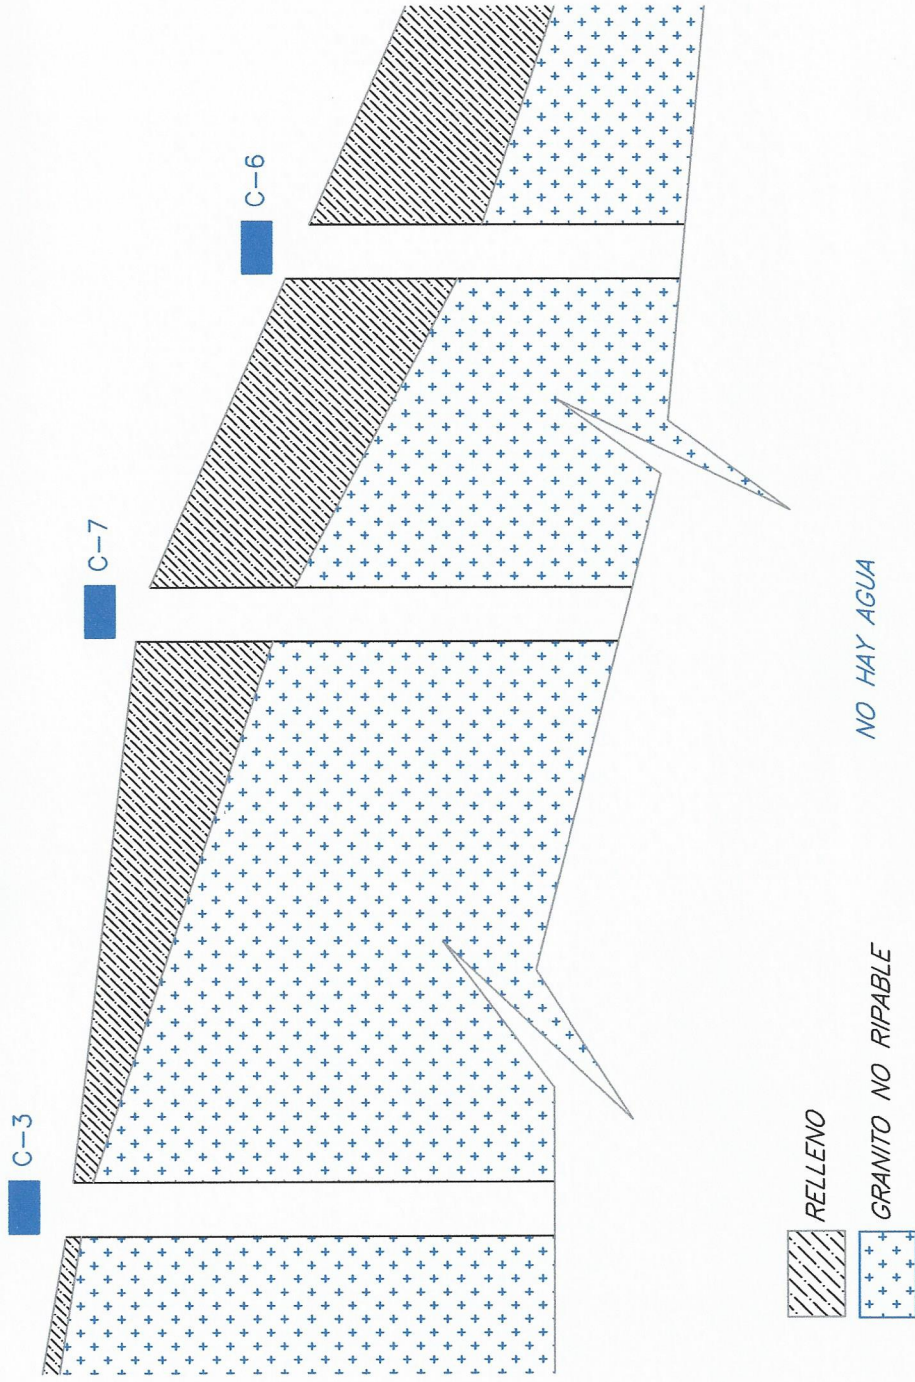 C-3
C-7
C-6
RELLENO
GRANITO NO RIPABLE
NO HAY AGUA